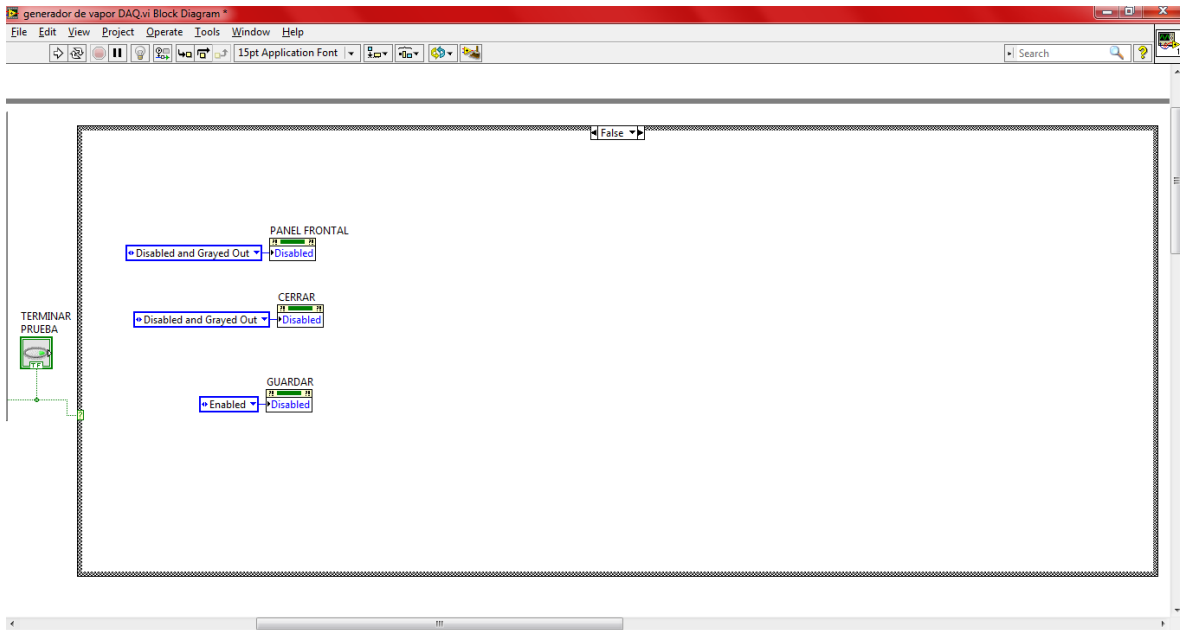 generador de vapor DAQ.vi Block Diagram *
File Edit View Project Operate Tools Window Help
15pt Application Font
Search
1
False
PANEL FRONTAL
Disabled and Grayed Out
Disabled
CERRAR
Disabled and Grayed Out
Disabled
TERMINAR
PRUEBA
TF
GUARDAR
Enabled
Disabled
?